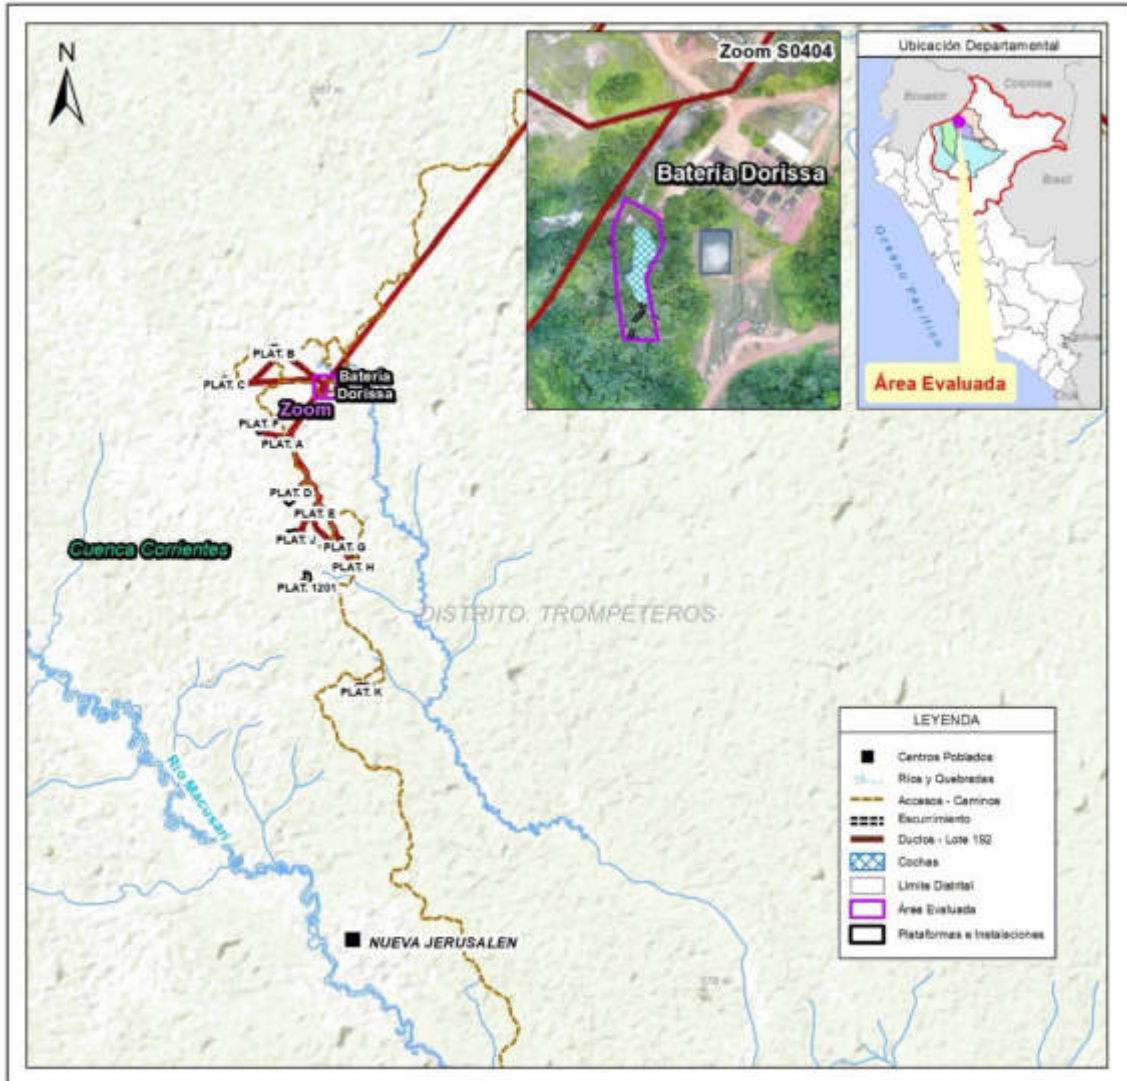 N
Zoom S0404
Batería Dorissa
Ubicación Departamental
Ecuador
Colombia
Brasil
Océano Pacífico
Chile
Área Evaluada
PLAT. B
PLAT. C
Batería
Dorissa
Zoom
PLAT. F
PLAT. A
PLAT. D
PLAT. E
PLAT. J
PLAT. G
PLAT. H
PLAT. 1201
Cuenca Corrientes
DISTRITO. TROMPETEROS
PLAT. K
Río Macusari
NUEVA JERUSALEN
LEYENDA
Centros Poblados
Ríos y Quebradas
Accesos - Caminos
Escurrimiento
Ductos - Lote 192
Cochas
Límite Distrital
Área Evaluada
Plataformas e Instalaciones